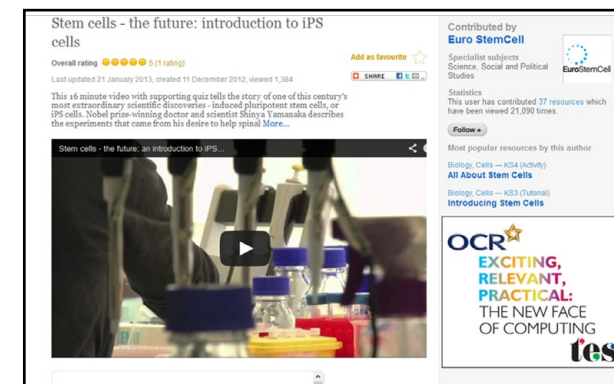 Stem cells - the future: introduction to iPS
cells
Overall rating 5 (1 rating)
Add as favourite
Last updated 21 January 2013, created 11 December 2012, viewed 1,384
SHARE
This 16 minute video with supporting quiz tells the story of one of this century's
most extraordinary scientific discoveries - induced pluripotent stem cells, or
iPS cells. Nobel prize-winning doctor and scientist Shinya Yamanaka describes
the experiments that came from his desire to help spinal More...
Stem cells - the future: an introduction to iPS...
Contributed by
Euro StemCell
Specialist subjects
Science, Social and Political
Studies
EuroStemCell
Statistics
This user has contributed 37 resources which
have been viewed 21,090 times.
Follow +
Most popular resources by this author
Biology, Cells — KS4 (Activity)
All About Stem Cells
Biology, Cells — KS3 (Tutorial)
Introducing Stem Cells
OCR
EXCITING,
RELEVANT,
PRACTICAL:
THE NEW FACE
OF COMPUTING
tes